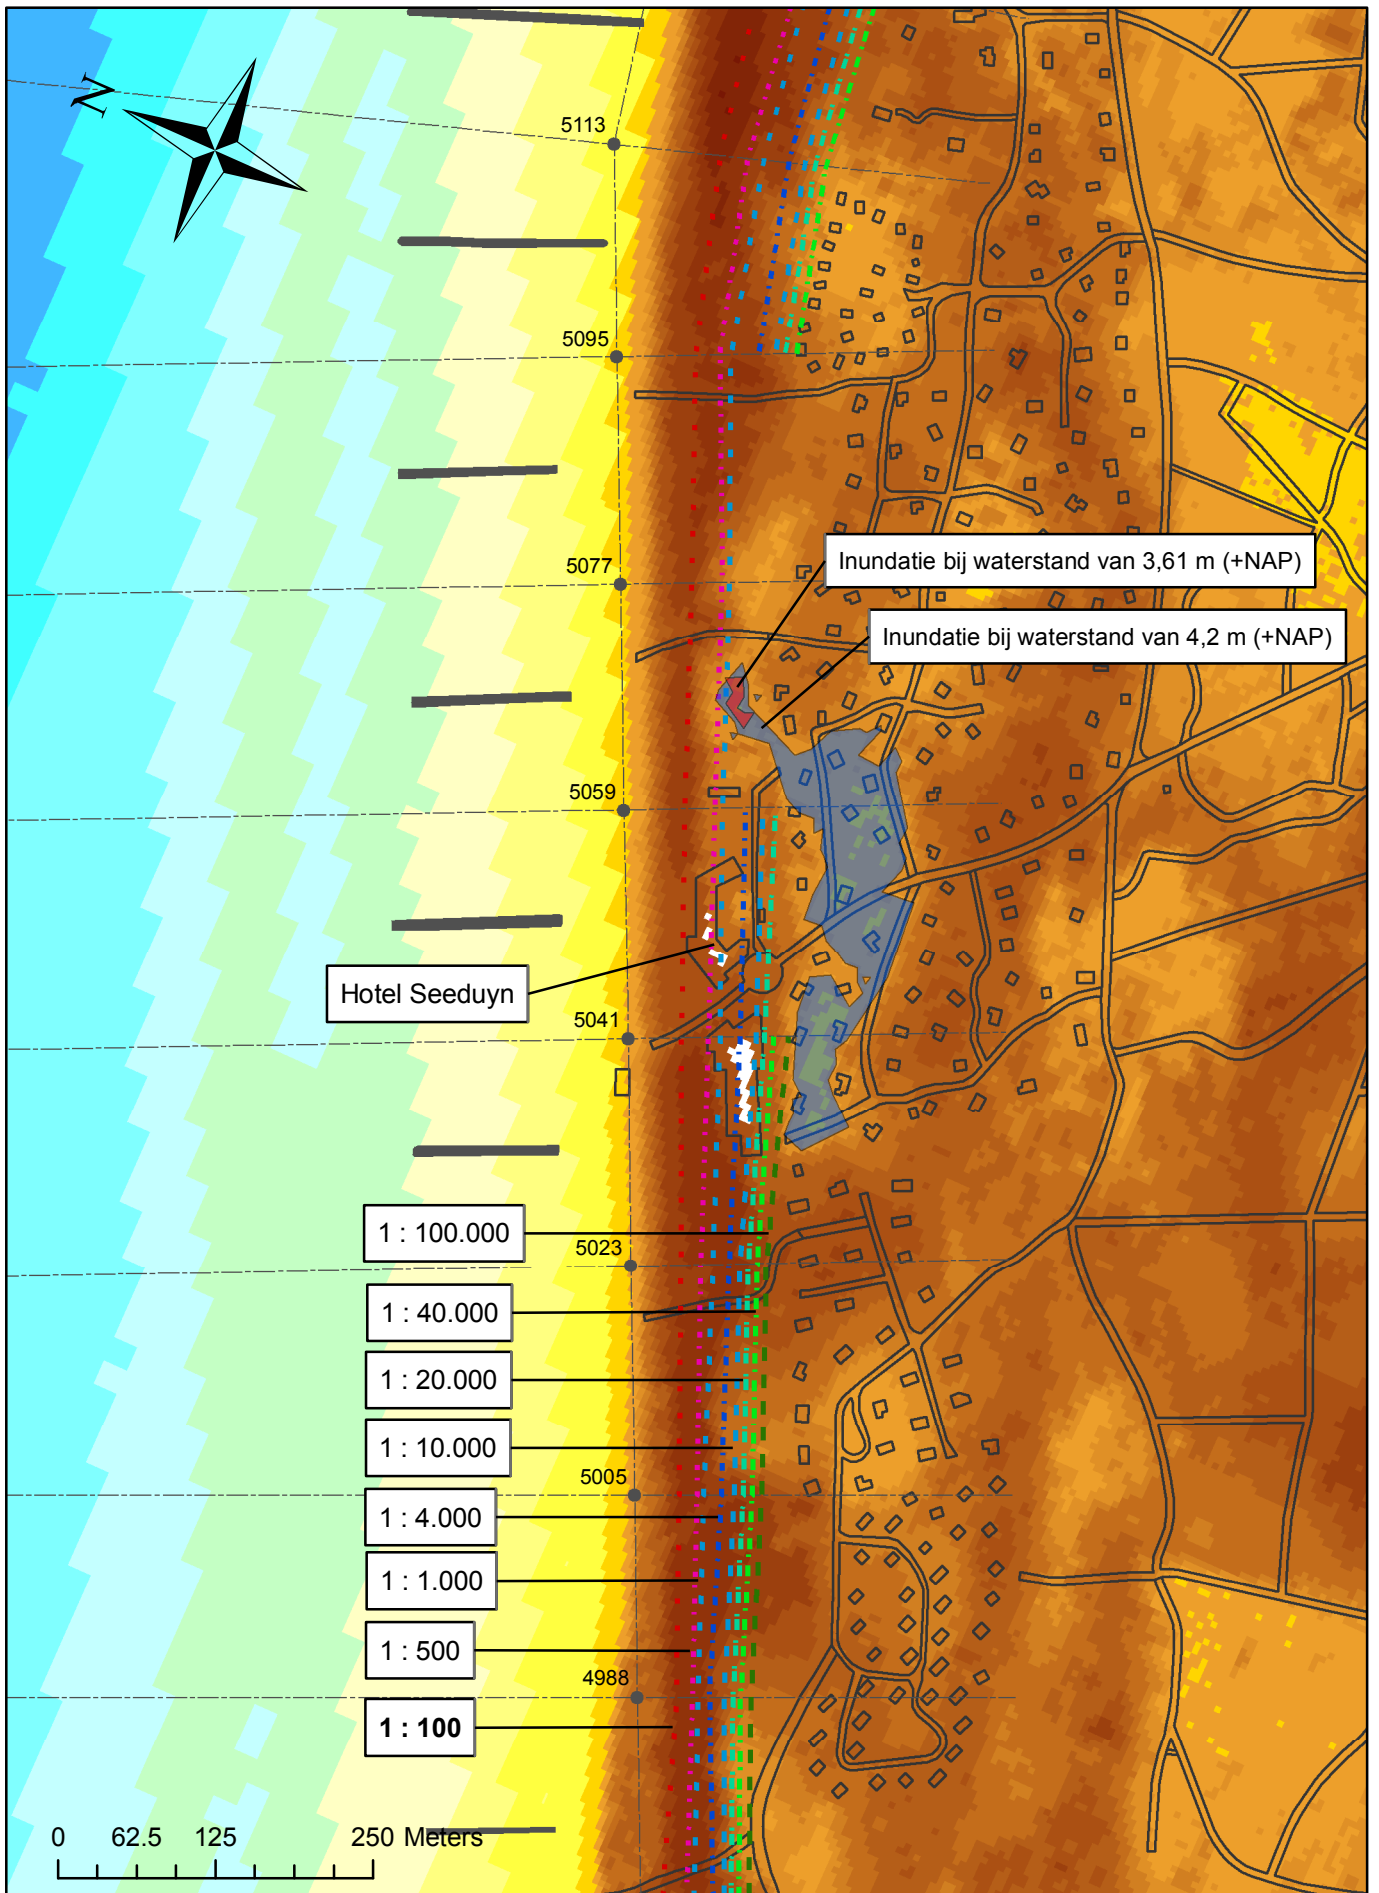 N
5113
5095
5077
Inundatie bij waterstand van 3,61 m (+NAP)
Inundatie bij waterstand van 4,2 m (+NAP)
5059
Hotel Seeduyn
5041
1 : 100.000
5023
1 : 40.000
1 : 20.000
1 : 10.000
5005
1 : 4.000
1 : 1.000
1 : 500
4988
1 : 100
0 62.5 125 250 Meters